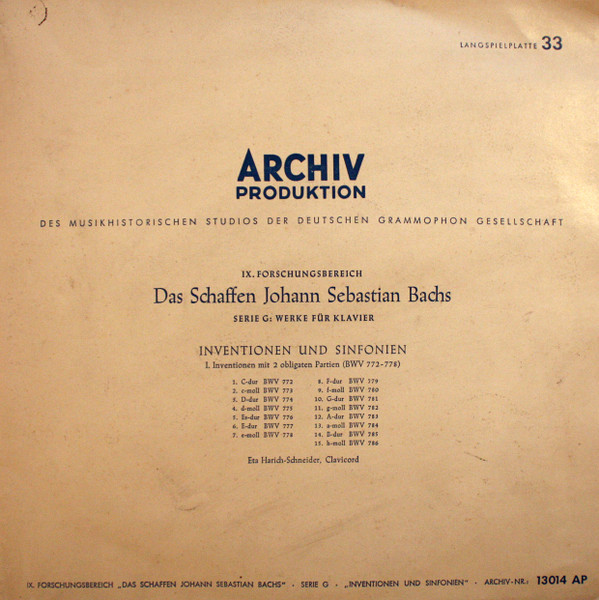 LANGSPIELPLATTE 33
ARCHIV
PRODUKTION
DES MUSIKHISTORISCHEN STUDIOS DER DEUTSCHEN GRAMMOPHON GESELLSCHAFT
IX. FORSCHUNGSBEREICH
Das Schaffen Johann Sebastian Bachs
SERIE G: WERKE FÜR KLAVIER
INVENTIONEN UND SINFONIEN
I. Inventionen mit 2 obligaten Partien (BWV 772-778)
1. C-dur BWV 772
2. c-moll BWV 773
3. D-dur BWV 774
4. d-moll BWV 775
5. Es-dur BWV 776
6. E-dur BWV 777
7. e-moll BWV 778
8. F-dur BWV 779
9. f-moll BWV 780
10. G-dur BWV 781
11. g-moll BWV 782
12. A-dur BWV 783
13. a-moll BWV 784
14. B-dur BWV 785
15. h-moll BWV 786
Eta Harich-Schneider, Clavicord
IX. FORSCHUNGSBEREICH „DAS SCHAFFEN JOHANN SEBASTIAN BACHS" · SERIE G · „INVENTIONEN UND SINFONIEN" · ARCHIV-NR.: 13014 AP